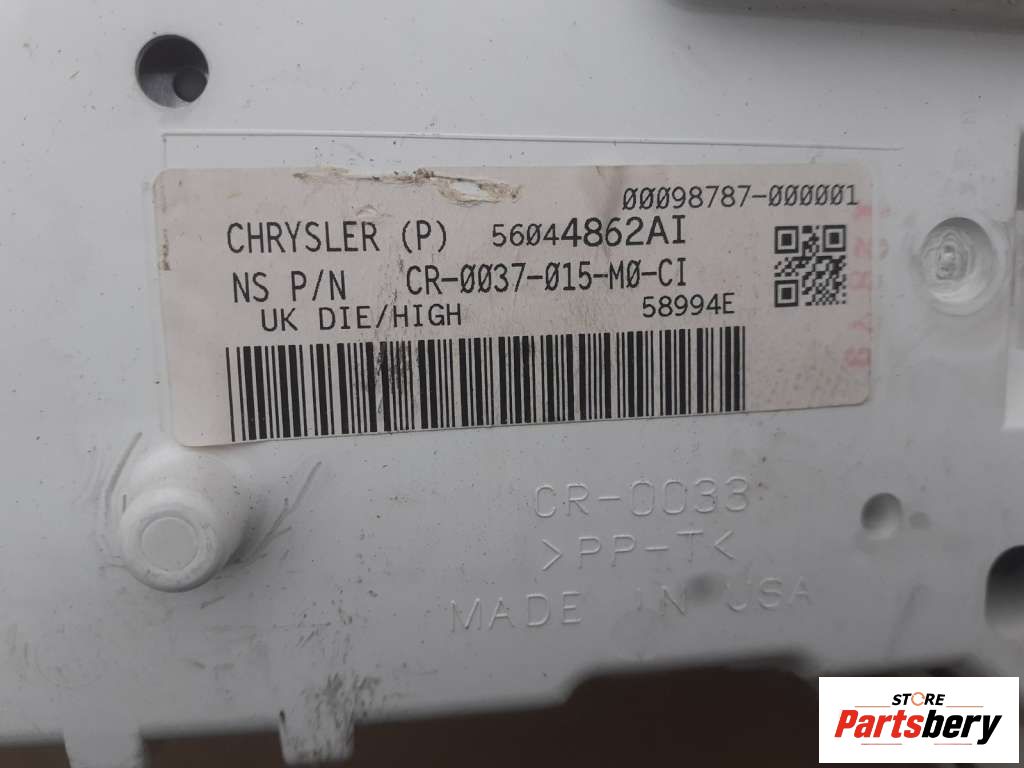 00098787-000001
CHRYSLER (P) 56044862AI
NS P/N CR-0037-015-M0-CI
UK DIE/HIGH 58994E
CR-0033
>PP-T<
MADE IN USA
STORE
Partsbery